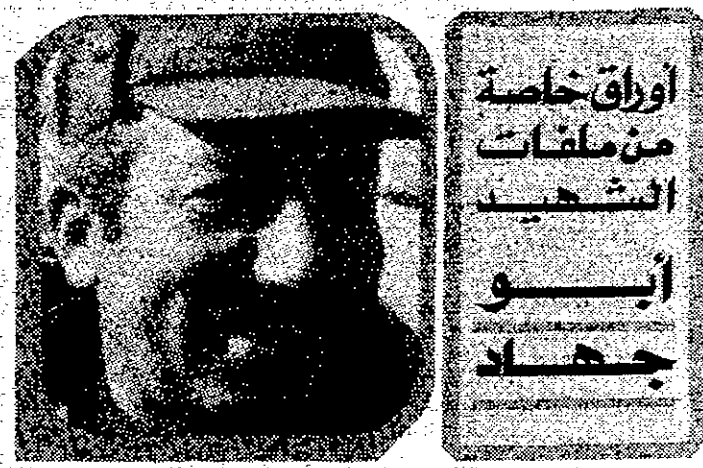 أوراق خاصة
من ملفات
الشهيد
أبو
جهاد